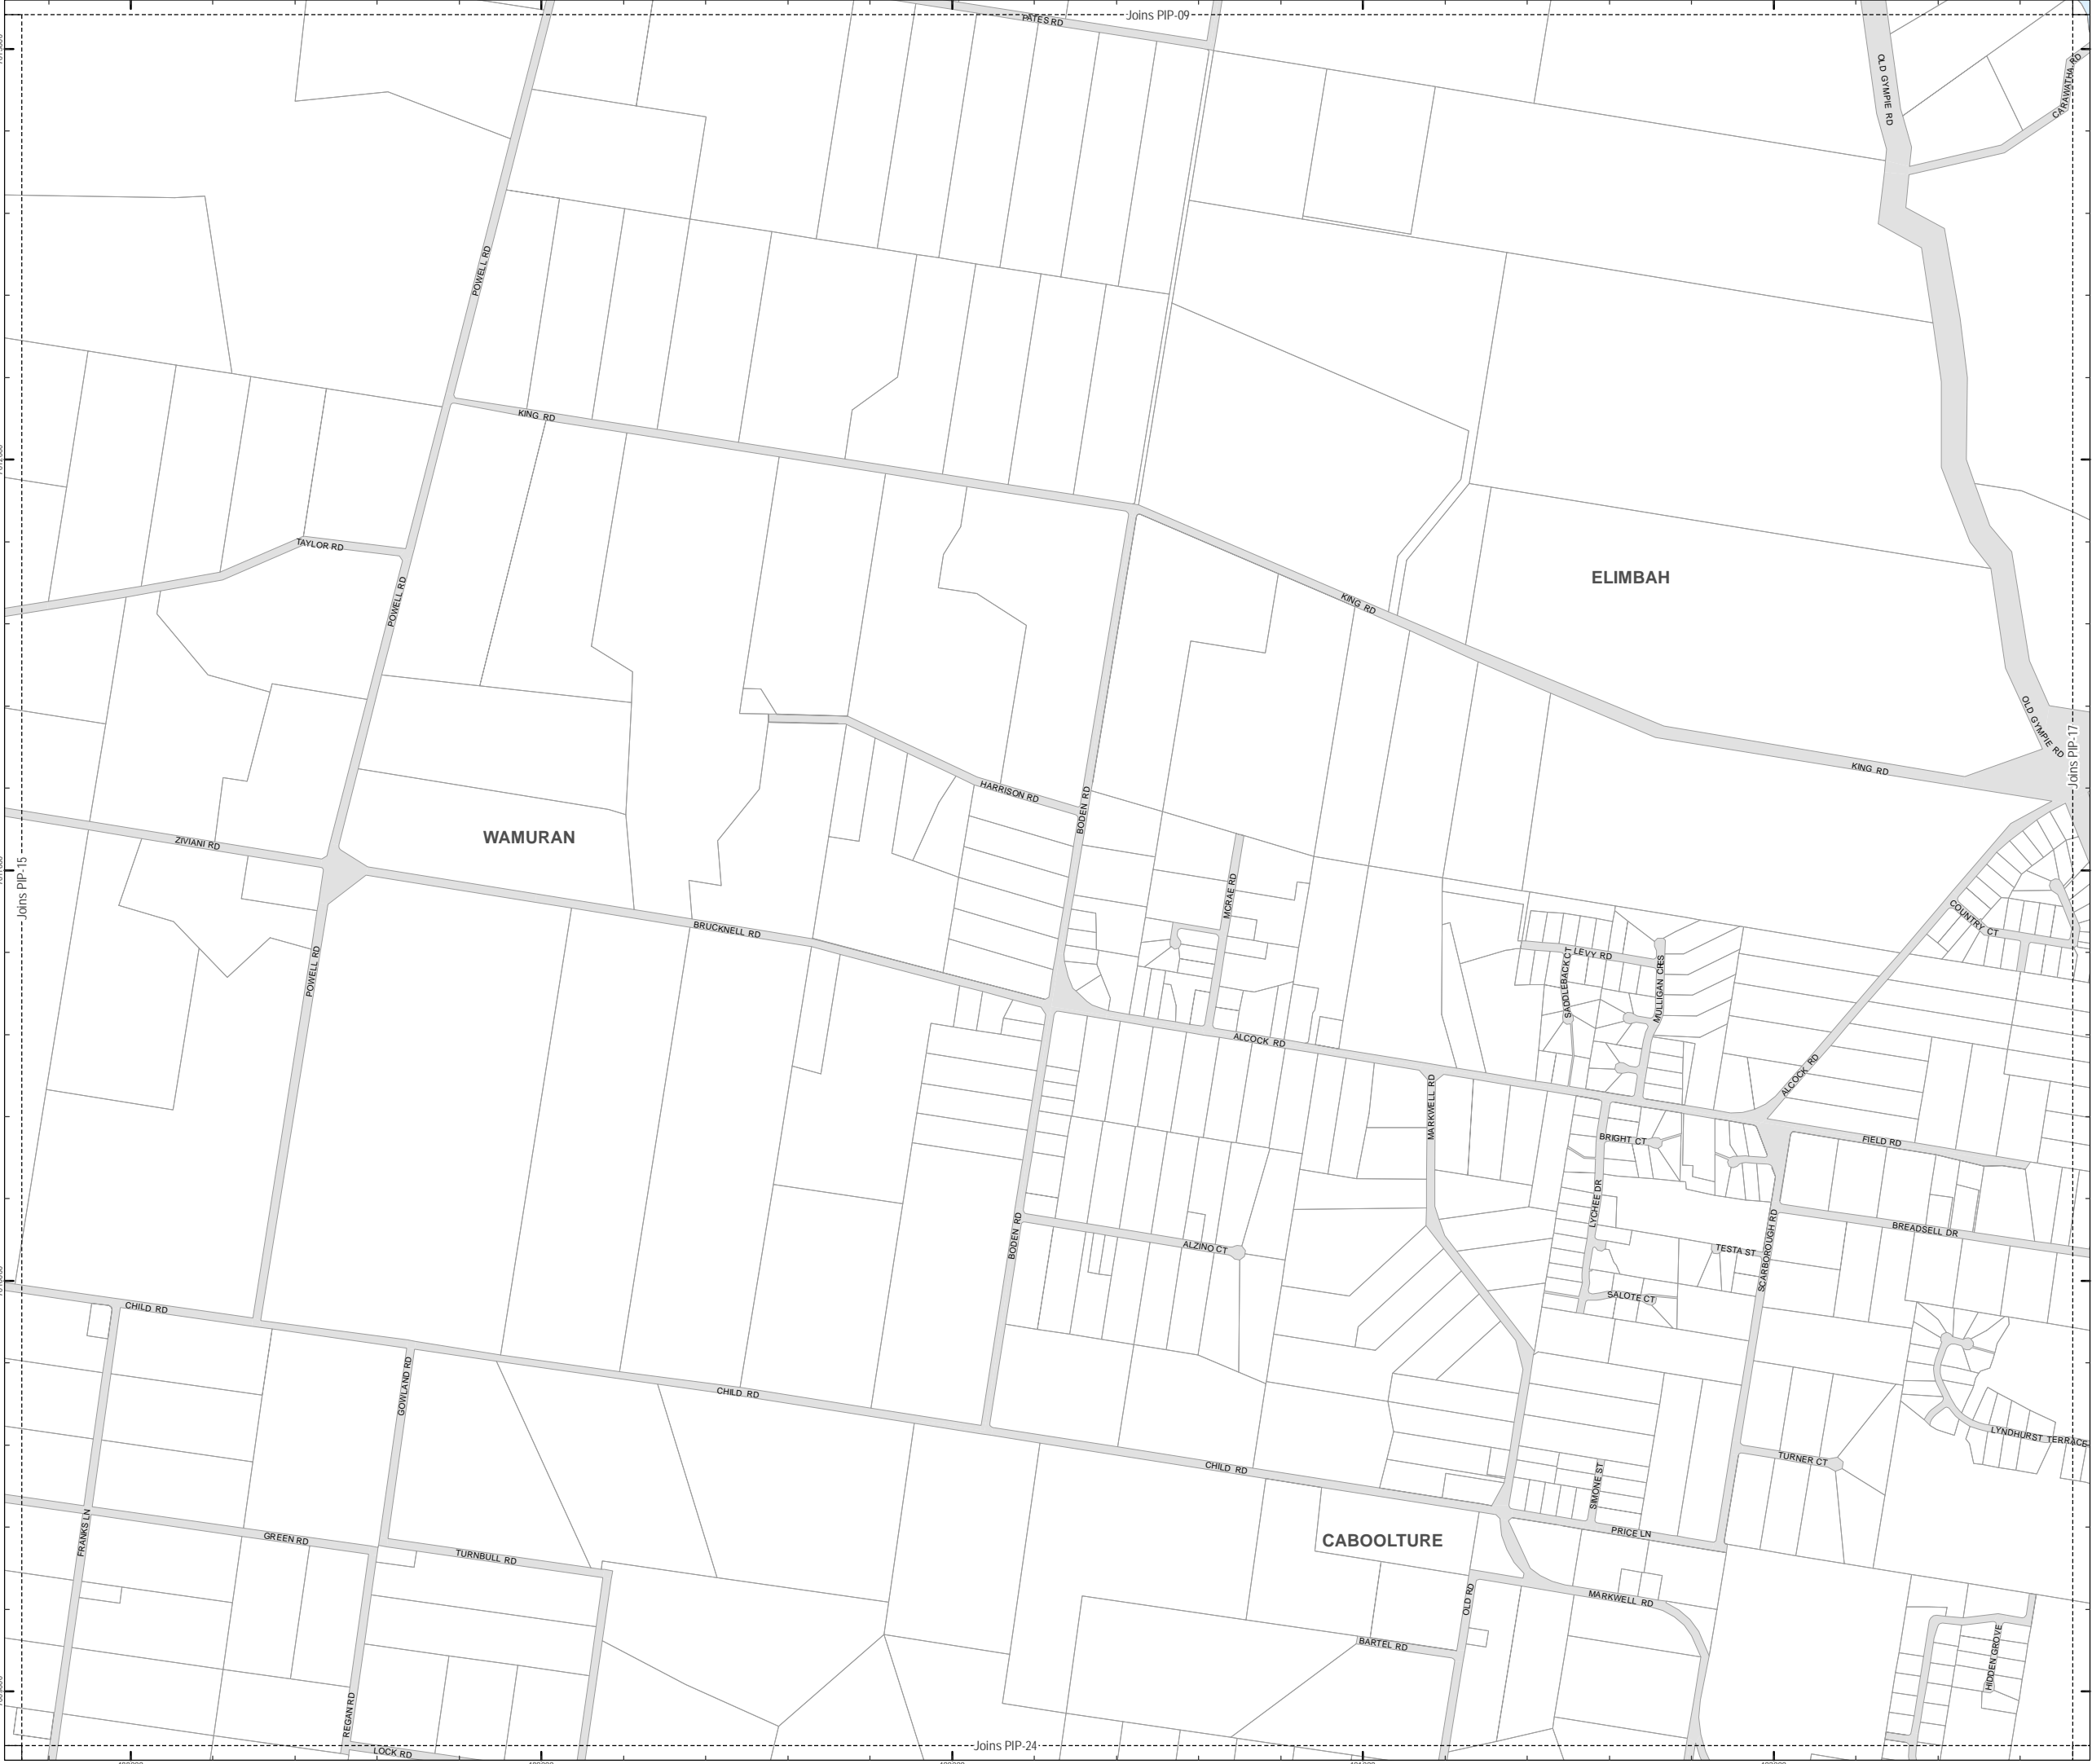 PATES RD
Joins PIP-09
OLD GYMPIE RD
CARAWATHA RD
POWELL RD
KING RD
TAYLOR RD
POWELL RD
ELIMBAH
KING RD
OLD GYMPIE RD
Joins PIP-17
KING RD
HARRISON RD
BODEN RD
WAMURAN
ZIVIANI RD
Joins PIP-15
MCRAE RD
COUNTRY CT
BRUCKNELL RD
LEVY RD
SADDLEBACK CT
MULLIGAN CRES
POWELL RD
ALCOCK RD
ALCOCK RD
MARKWELL RD
BRIGHT CT
FIELD RD
LYCHEE DR
BREADSELL DR
BODEN RD
ALZINO CT
TESTA ST
SCARBOROUGH RD
SALOTE CT
CHILD RD
GOWLAND RD
CHILD RD
LYNDHURST TERRACE
TURNER CT
CHILD RD
SIMONE ST
PRICE LN
FRANKS LN
GREEN RD
TURNBULL RD
CABOOLTURE
OLD RD
MARKWELL RD
BARTEL RD
HIDDEN GROVE
REGAN RD
LOCK RD
Joins PIP-24